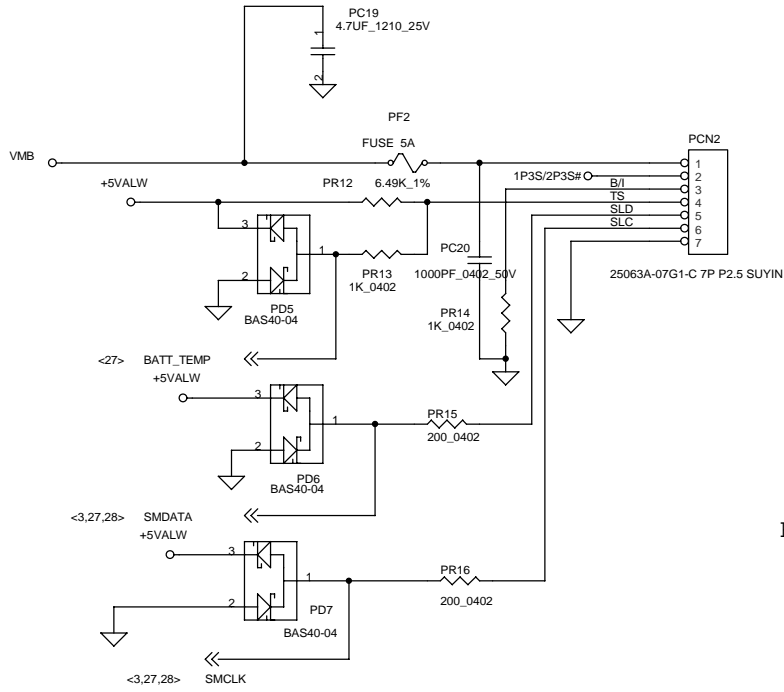 PC19
4.7UF_1210_25V
1
2
PF2
PCN2
VMB
FUSE 5A
1
1P3S/2P3S#
2
+5VALW
PR12
6.49K_1%
B/I
3
TS
4
SLD
5
3
1
PC20
SLC
6
7
PR13
1000PF_0402_50V
25063A-07G1-C 7P P2.5 SUYIN
2
1K_0402
PR14
PD5
1K_0402
BAS40-04
<27>
BATT_TEMP
+5VALW
3
1
PR15
2
200_0402
PD6
BAS40-04
<3,27,28>
SMDATA
+5VALW
3
1
PR16
2
PD7
200_0402
BAS40-04
<3,27,28>
SMCLK